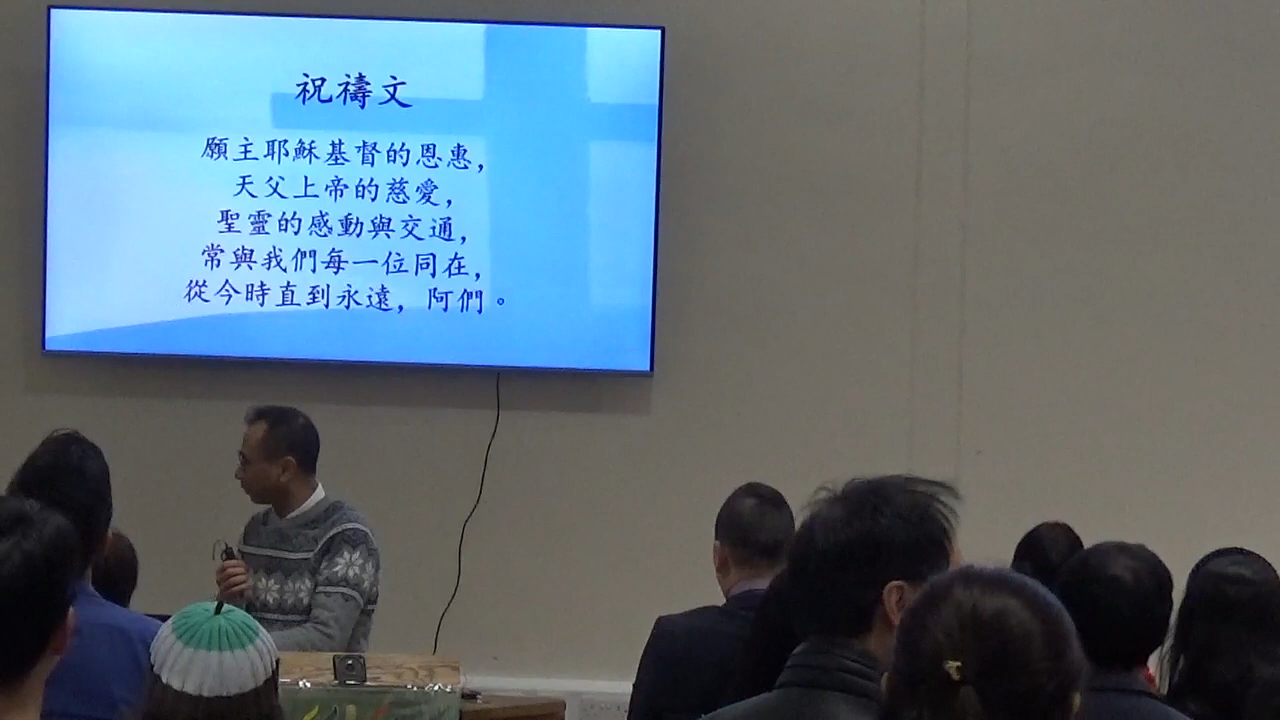 祝禱文
願主耶穌基督的恩惠，
天父上帝的慈愛，
聖靈的感動與交通，
常與我們每一位同在，
從今時直到永遠，阿們。